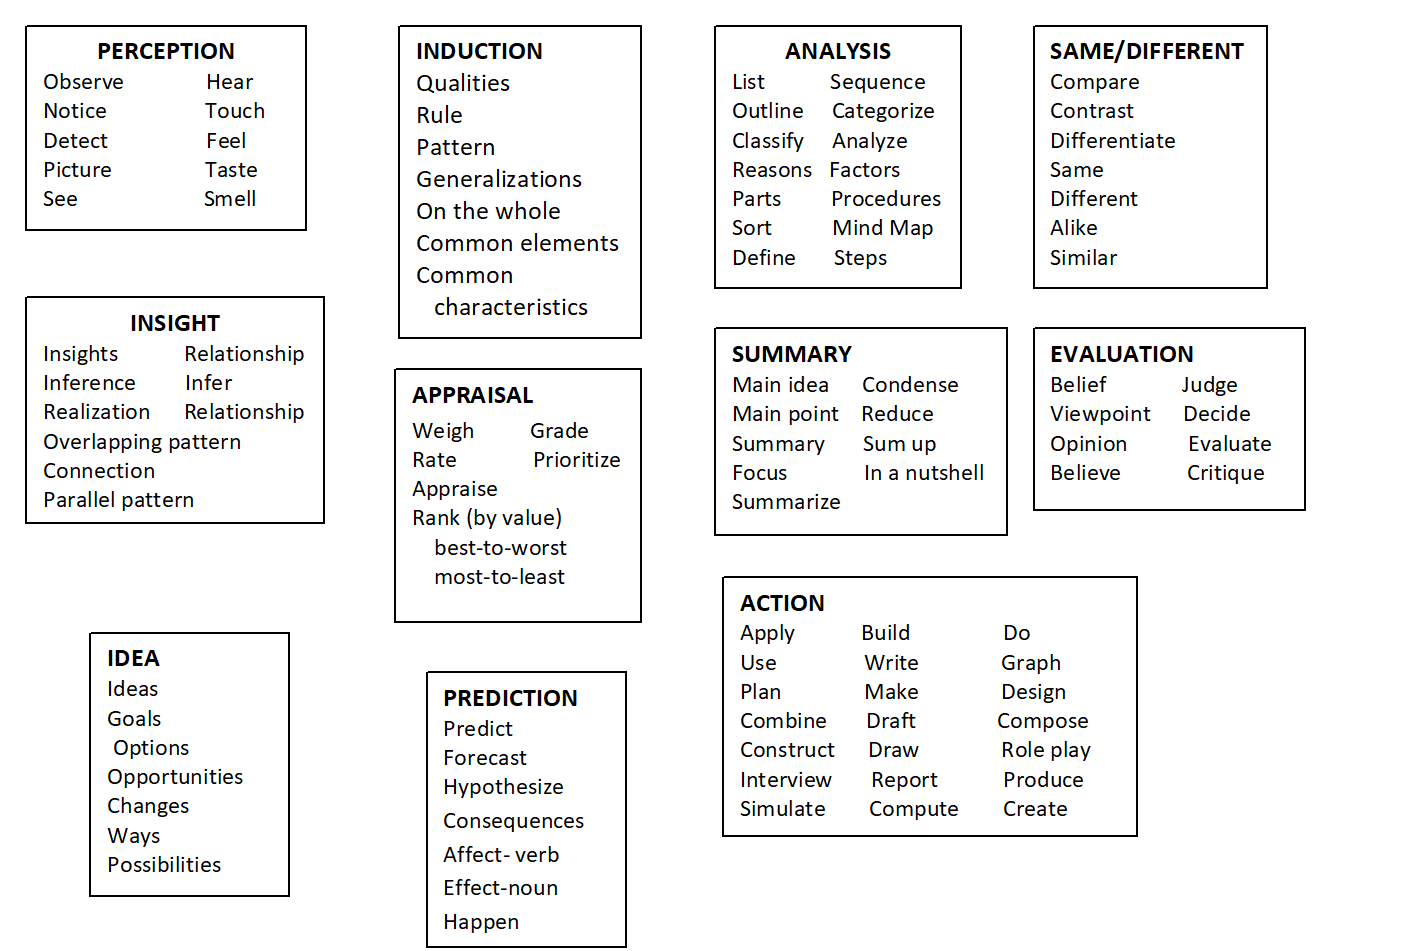 PERCEPTION
Observe Hear
Notice Touch
Detect Feel
Picture Taste
See Smell
INSIGHT
Insights Relationship
Inference Infer
Realization Relationship
Overlapping pattern
Connection
Parallel pattern
IDEA
Ideas
Goals
Options
Opportunities
Changes
Ways
Possibilities
INDUCTION
Qualities
Rule
Pattern
Generalizations
On the whole
Common elements
Common
characteristics
APPRAISAL
Weigh Grade
Rate Prioritize
Appraise
Rank (by value)
best-to-worst
most-to-least
PREDICTION
Predict
Forecast
Hypothesize
Consequences
Affect- verb
Effect-noun
Happen
ANALYSIS
List Sequence
Outline Categorize
Classify Analyze
Reasons Factors
Parts Procedures
Sort Mind Map
Define Steps
SAME/DIFFERENT
Compare
Contrast
Differentiate
Same
Different
Alike
Similar
SUMMARY
Main idea Condense
Main point Reduce
Summary Sum up
Focus In a nutshell
Summarize
EVALUATION
Belief Judge
Viewpoint Decide
Opinion Evaluate
Believe Critique
ACTION
Apply Build Do
Use Write Graph
Plan Make Design
Combine Draft Compose
Construct Draw Role play
Interview Report Produce
Simulate Compute Create